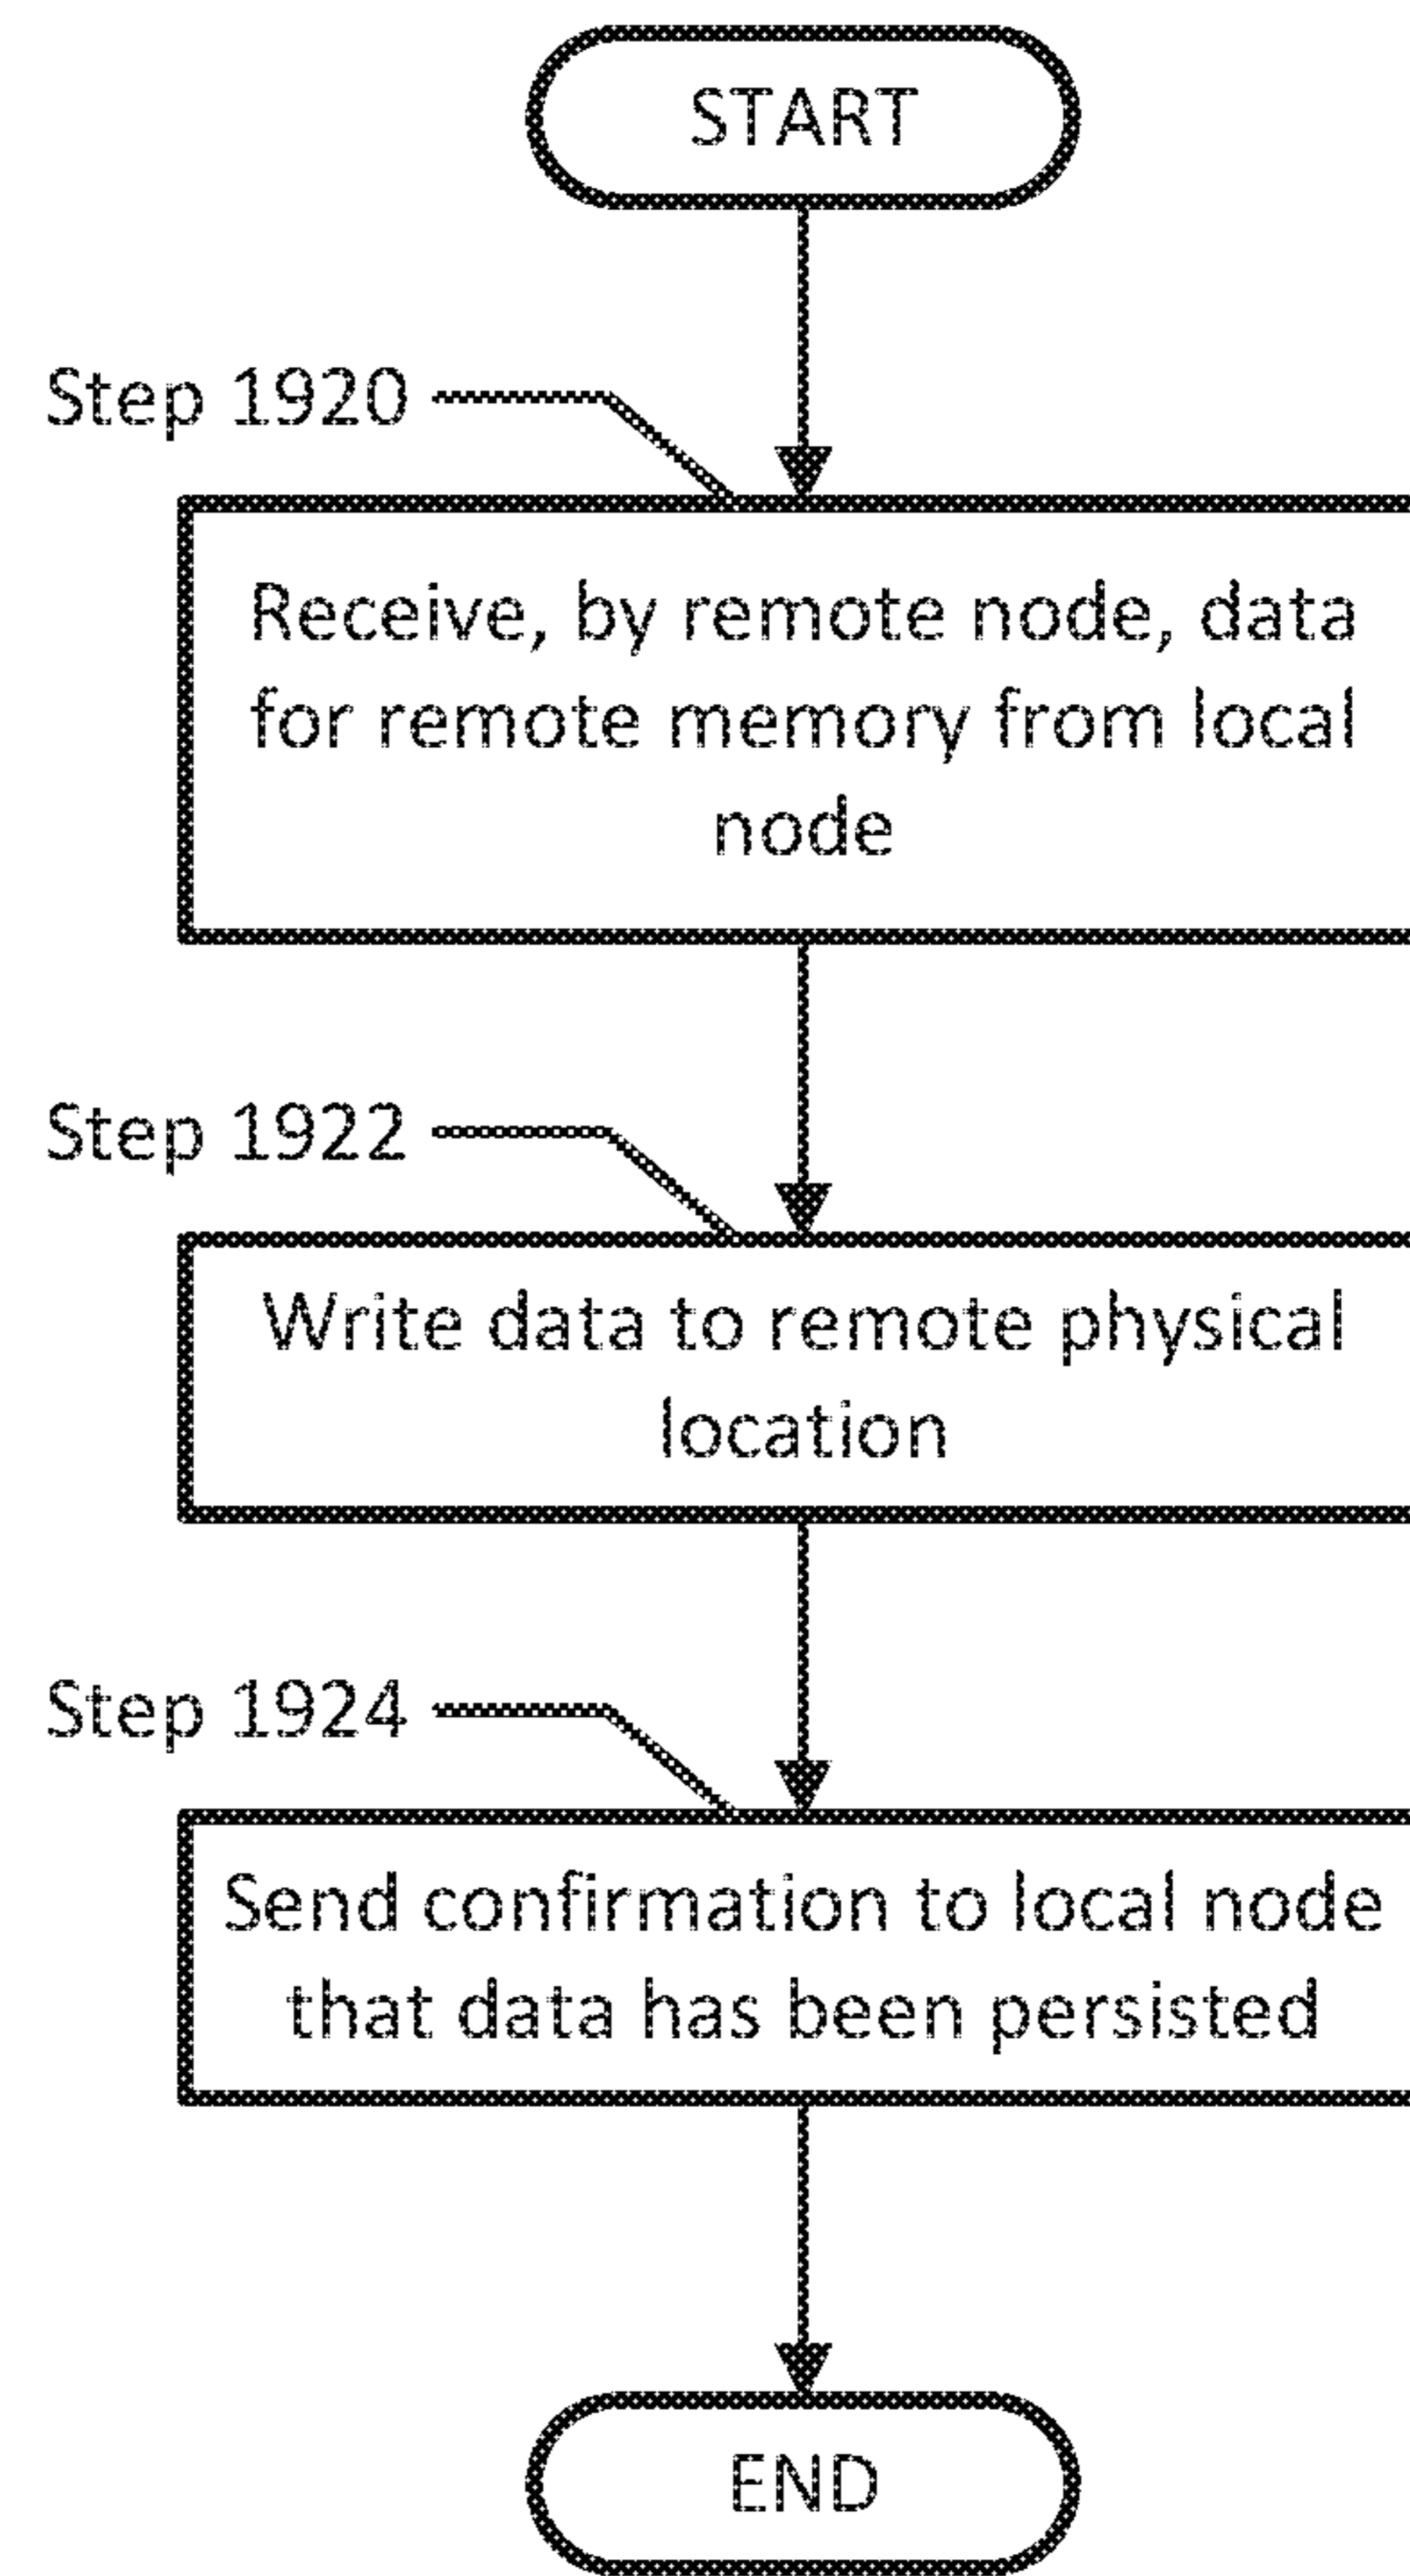 START
Step 1920
Receive, by remote node, data
for remote memory from local
node
Step 1922
Write data to remote physical
location
Step 1924
Send confirmation to local node
that data has been persisted
END